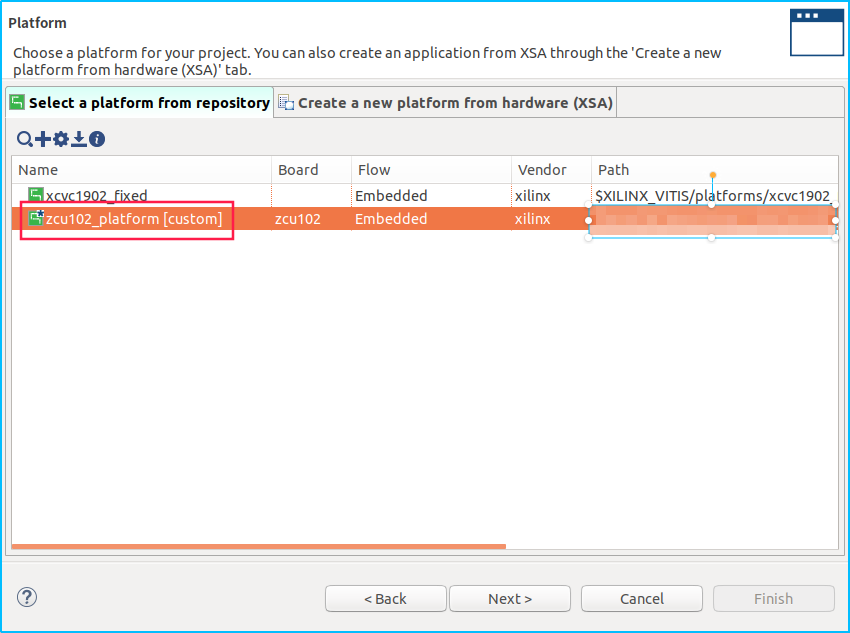 Platform
Choose a platform for your project. You can also create an application from XSA through the 'Create a new
platform from hardware (XSA)' tab.
Select a platform from repository Create a new platform from hardware (XSA)
Name Board Flow Vendor Path
xcvc1902_fixed Embedded xilinx $XILINX_VITIS/platforms/xcvc1902_
zcu102_platform [custom] zcu102 Embedded xilinx
< Back Next > Cancel Finish